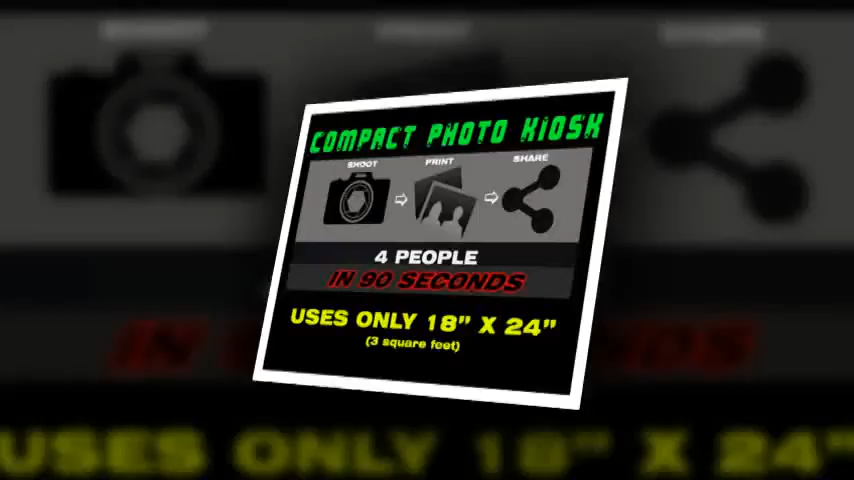 COMPACT PHOTO KIOSK
SHOOT PRINT SHARE
4 PEOPLE
IN 90 SECONDS
USES ONLY 18" X 24"
(3 square feet)
USES ONLY 18" X 24"